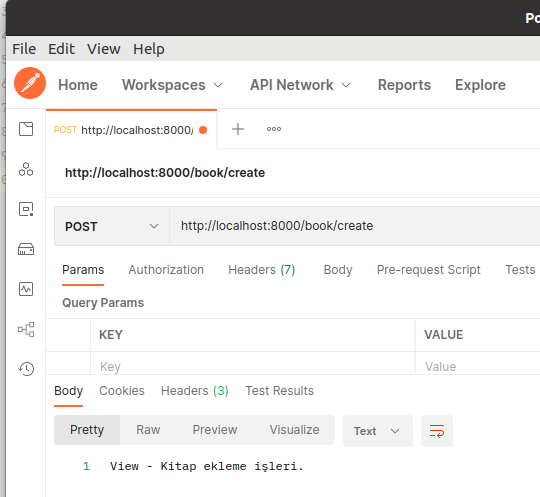 Po
File Edit View Help
Home Workspaces API Network Reports Explore
POST http://localhost:8000/
http://localhost:8000/book/create
POST http://localhost:8000/book/create
Params Authorization Headers (7) Body Pre-request Script Tests
Query Params
KEY VALUE
Key Value
Body Cookies Headers (3) Test Results
Pretty Raw Preview Visualize Text
1 View - Kitap ekleme işleri.